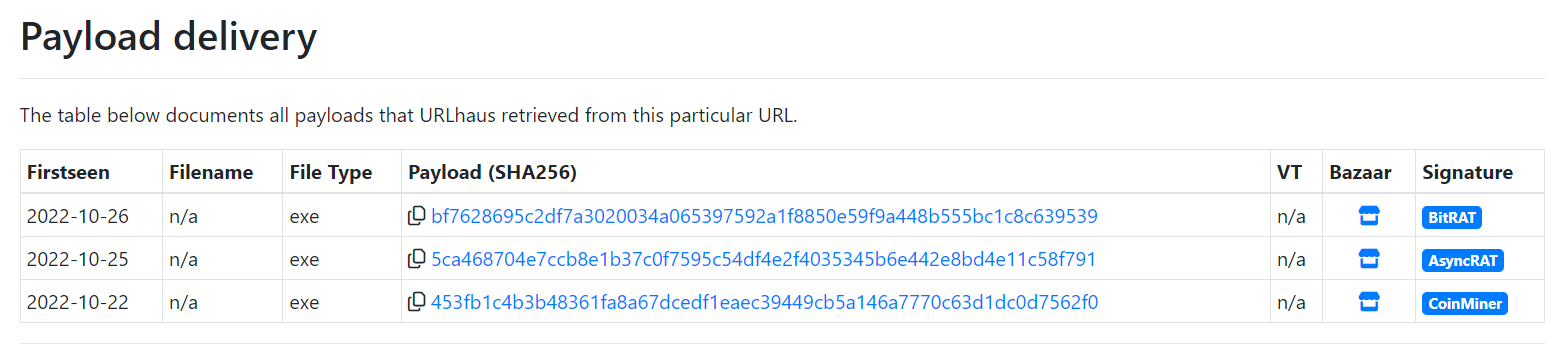 Payload delivery
The table below documents all payloads that URLhaus retrieved from this particular URL.
Firstseen Filename File Type Payload (SHA256) VT Bazaar Signature
2022-10-26 n/a exe bf7628695c2df7a3020034a065397592a1f8850e59f9a448b555bc1c8c639539 n/a BitRAT
2022-10-25 n/a exe 5ca468704e7ccb8e1b37c0f7595c54df4e2f4035345b6e442e8bd4e11c58f791 n/a AsyncRAT
2022-10-22 n/a exe 453fb1c4b3b48361fa8a67dcedf1eaec39449cb5a146a7770c63d1dc0d7562f0 n/a CoinMiner